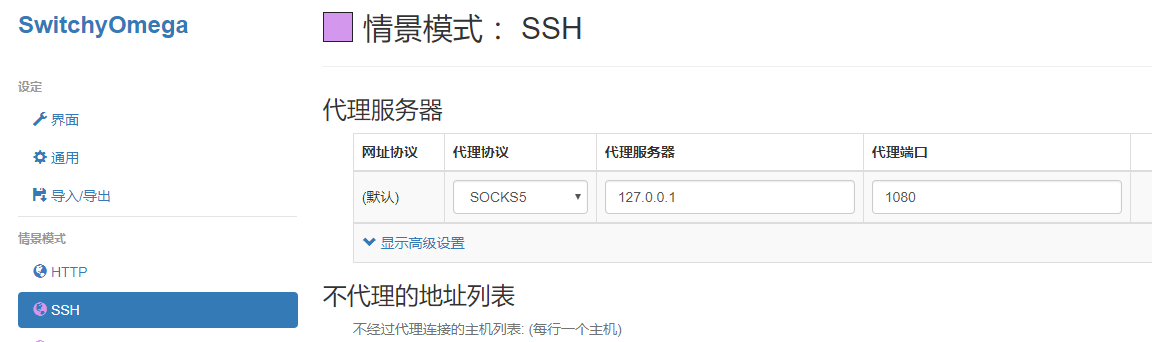 SwitchyOmega
设定
界面
通用
导入/导出
情景模式
HTTP
SSH
情景模式： SSH
代理服务器
网址协议 代理协议 代理服务器 代理端口
(默认) SOCKS5 127.0.0.1 1080
显示高级设置
不代理的地址列表
不经过代理连接的主机列表: (每行一个主机)